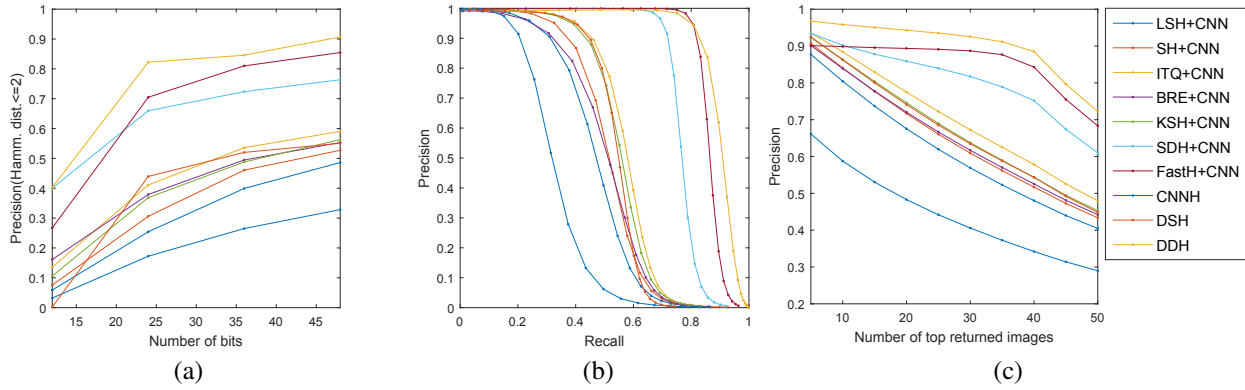 1
0.9
0.8
0.7
0.6
0.5
0.4
0.3
0.2
0.1
0
Precision(Hamm. dist.<=2)
15 20 25 30 35 40 45
Number of bits
(a)
1
0.9
0.8
0.7
0.6
0.5
0.4
0.3
0.2
0.1
0
Precision
0 0.2 0.4 0.6 0.8 1
Recall
(b)
1
0.9
0.8
0.7
0.6
0.5
0.4
0.3
0.2
Precision
10 20 30 40 50
Number of top returned images
(c)
LSH+CNN
SH+CNN
ITQ+CNN
BRE+CNN
KSH+CNN
SDH+CNN
FastH+CNN
CNNH
DSH
DDH